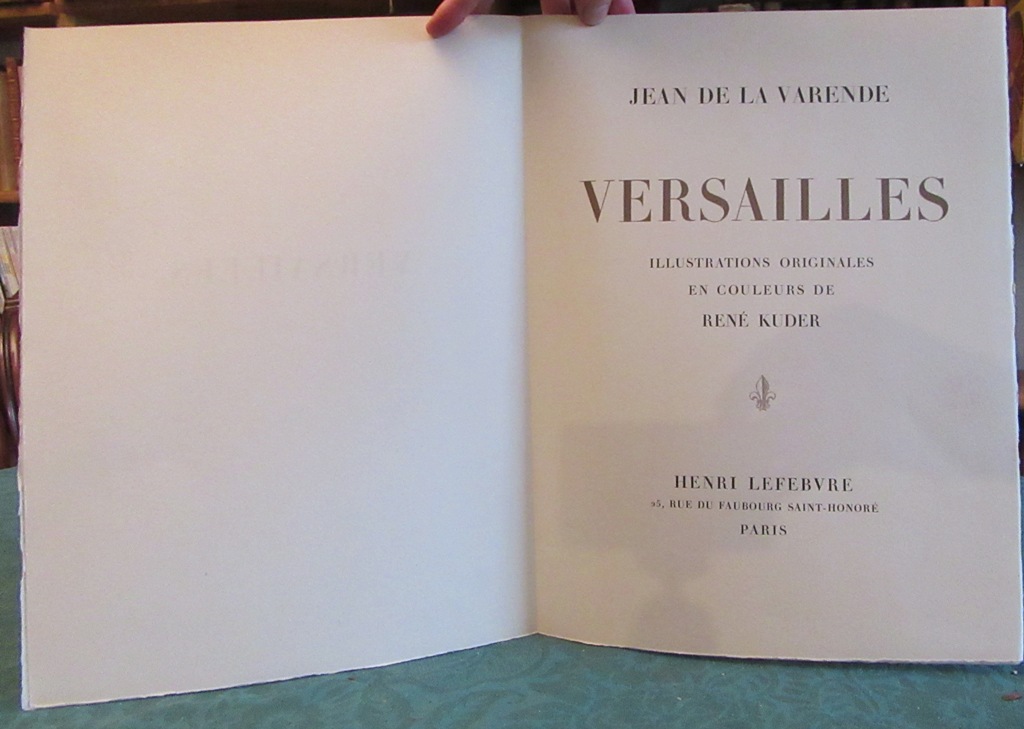 JEAN DE LA VARENDE
VERSAILLES
ILLUSTRATIONS ORIGINALES
EN COULEURS DE
RENÉ KUDER
HENRI LEFEBVRE
95, RUE DU FAUBOURG SAINT-HONORÉ
PARIS